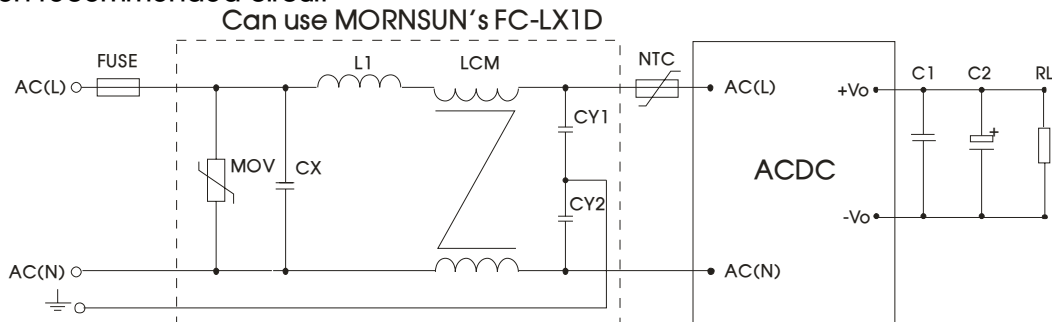 Can use MORNSUN's FC-LX1D
FUSE
L1
LCM
NTC
C1
C2
RL
AC(L)
AC(L)
+Vo
CY1
+
MOV
CX
ACDC
CY2
-Vo
AC(N)
AC(N)